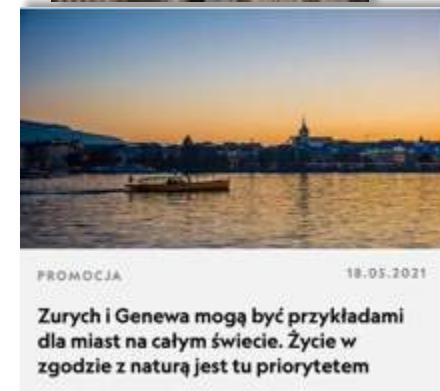 PROMOCJA 18.05.2021
Zurych i Genewa mogą być przykładami
dla miast na całym świecie. Życie w
zgodzie z naturą jest tu priorytetem